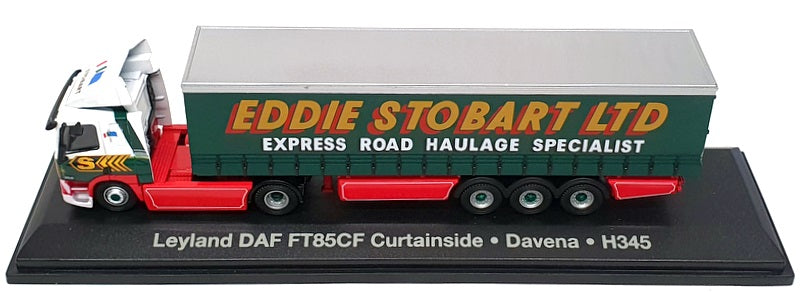 EDDIE STOBART LTD
EXPRESS ROAD HAULAGE SPECIALIST
S
Leyland DAF FT85CF Curtainside • Davena • H345